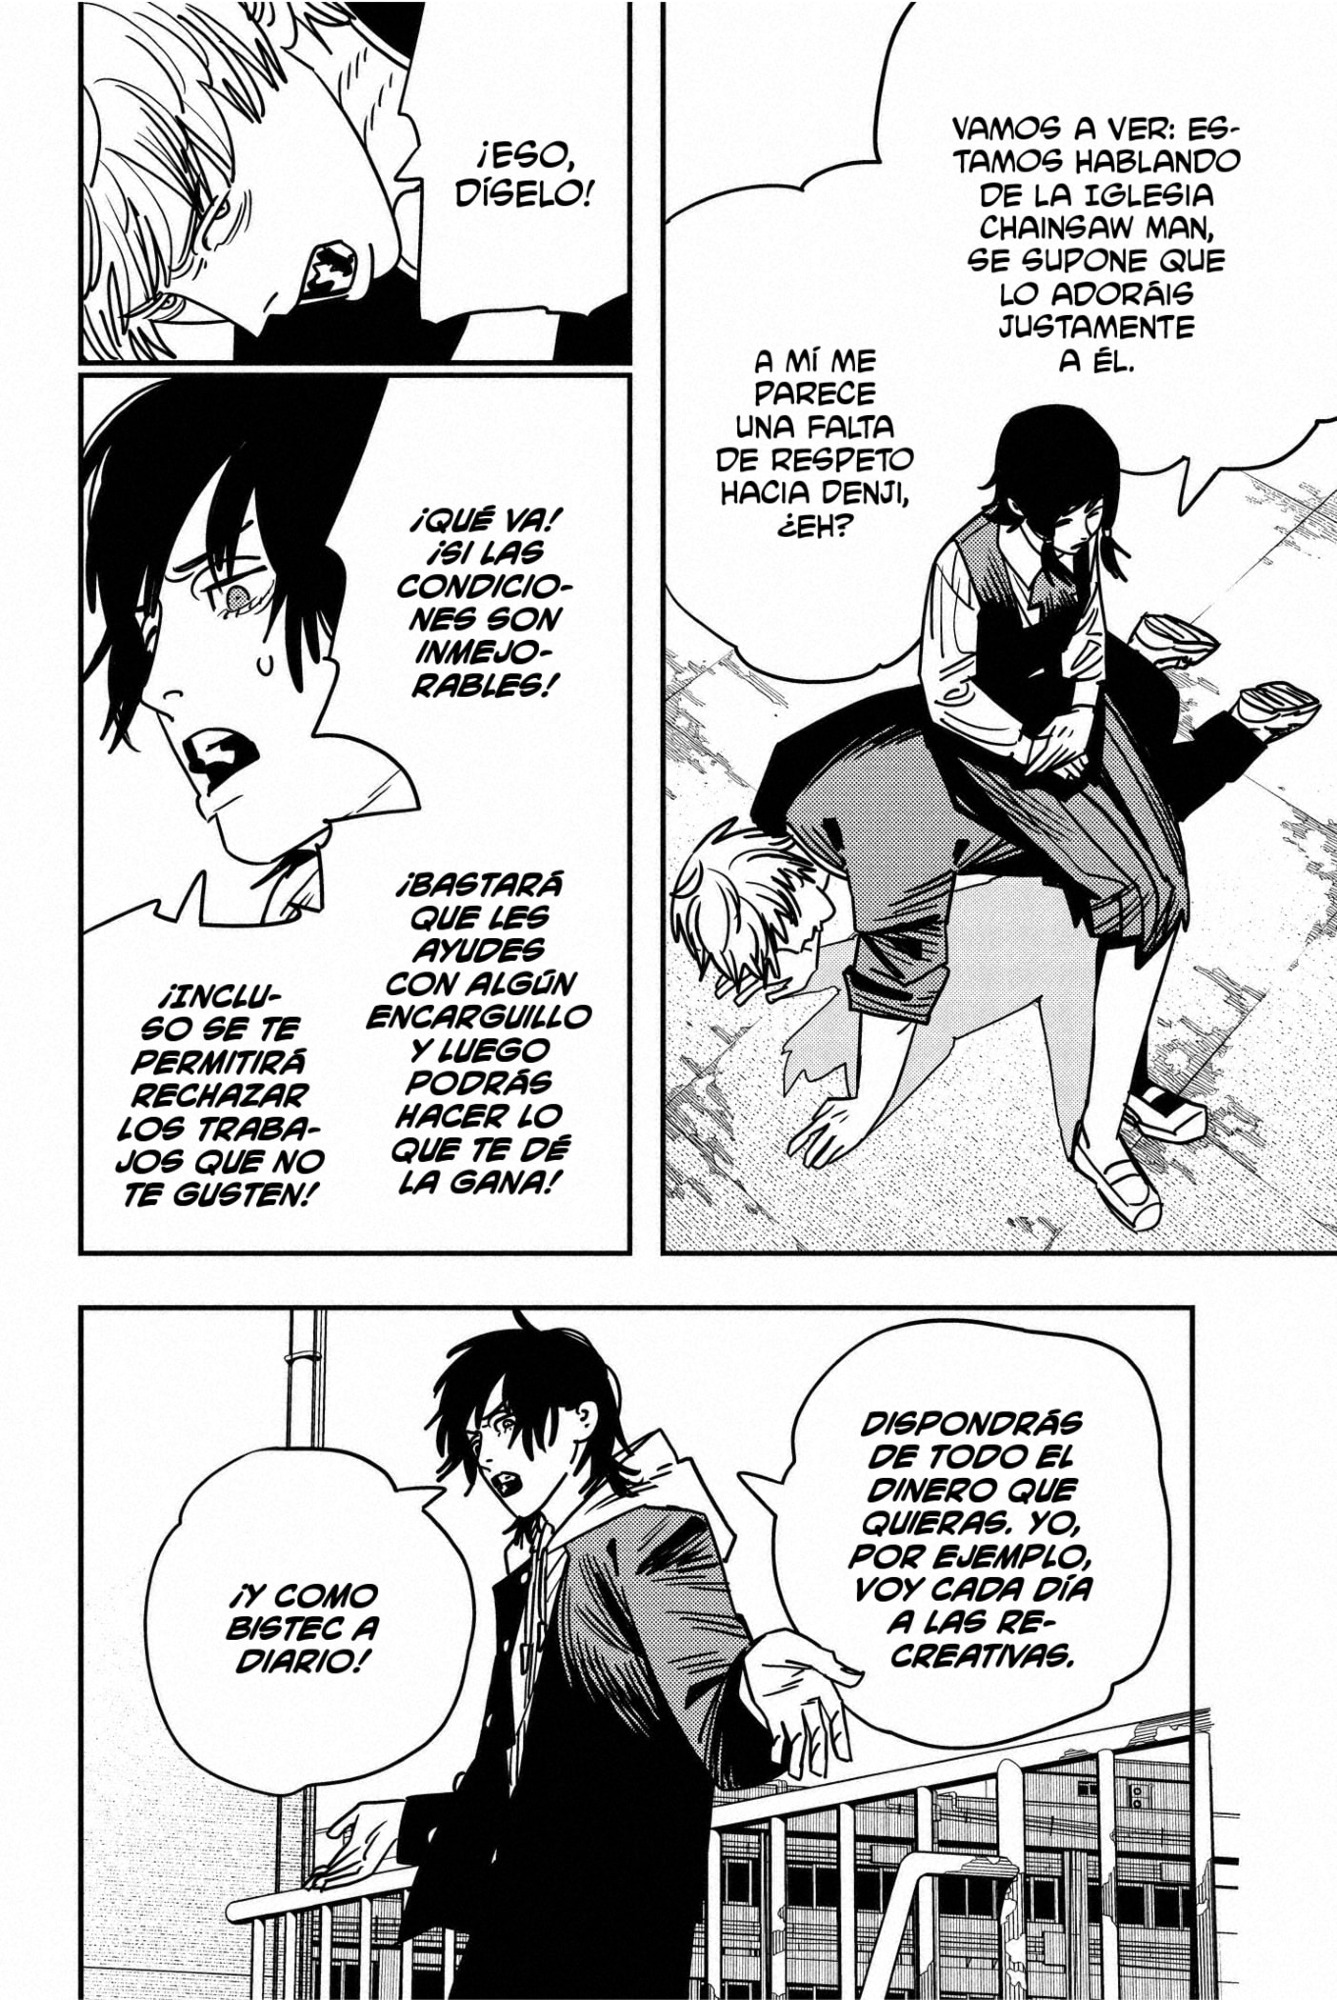 VAMOS A VER: ES-
TAMOS HABLANDO
DE LA IGLESIA
CHAINSAW MAN,
SE SUPONE QUE
LO ADORÁIS
JUSTAMENTE
A ÉL.
A MÍ ME
PARECE
UNA FALTA
DE RESPETO
HACIA DENJI,
¿EH?
¡ESO,
DÍSELO!
¡QUÉ VA!
¡SI LAS
CONDICIO-
NES SON
INMEJO-
RABLES!
¡BASTARÁ
QUE LES
AYUDES
CON ALGÚN
ENCARGUILLO
Y LUEGO
PODRÁS
HACER LO
QUE TE DÉ
LA GANA!
¡INCLU-
SO SE TE
PERMITIRÁ
RECHAZAR
LOS TRABA-
JOS QUE NO
TE GUSTEN!
DISPONDRÁS
DE TODO EL
DINERO QUE
QUIERAS. YO,
POR EJEMPLO,
VOY CADA DÍA
A LAS RE-
CREATIVAS.
¡Y COMO
BISTEC A
DIARIO!